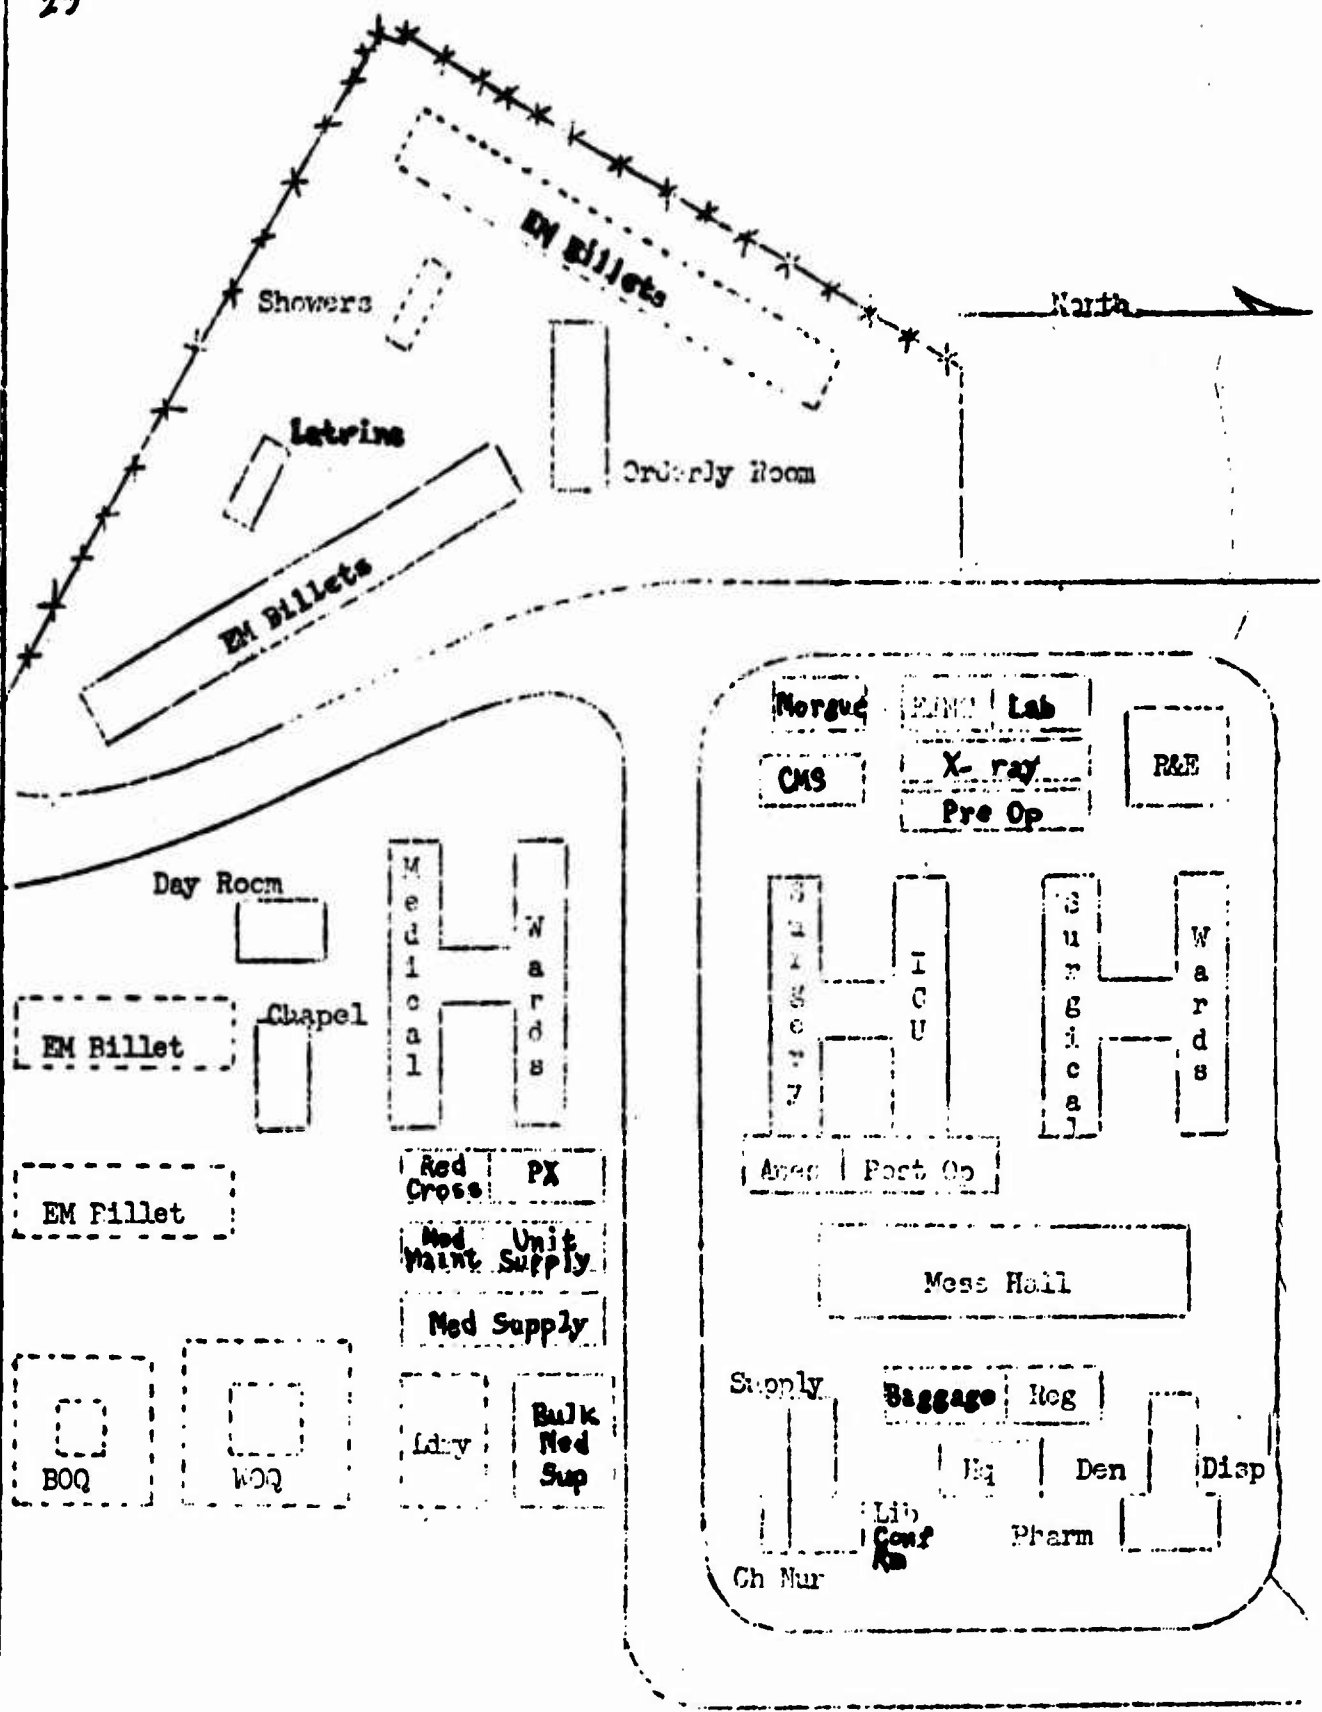 EM Billets
Showers
North
Latrine
Orderly Room
EM Billets
Morgue
Lab
CMS
X-ray
R&E
Pre Op
Day Room
Medical
Wards
Surgery
ICU
Surgical
Wards
Chapel
EM Billet
Red
Cross
PX
Anes
Post Op
EM Billet
Med
Maint
Unit
Supply
Mess Hall
Med Supply
Supply
Baggage
Reg
Bulk
Med
Sup
Ldry
Hq
Den
Disp
BOQ
WOQ
Lib
Conf
Rm
Pharm
Ch Nur